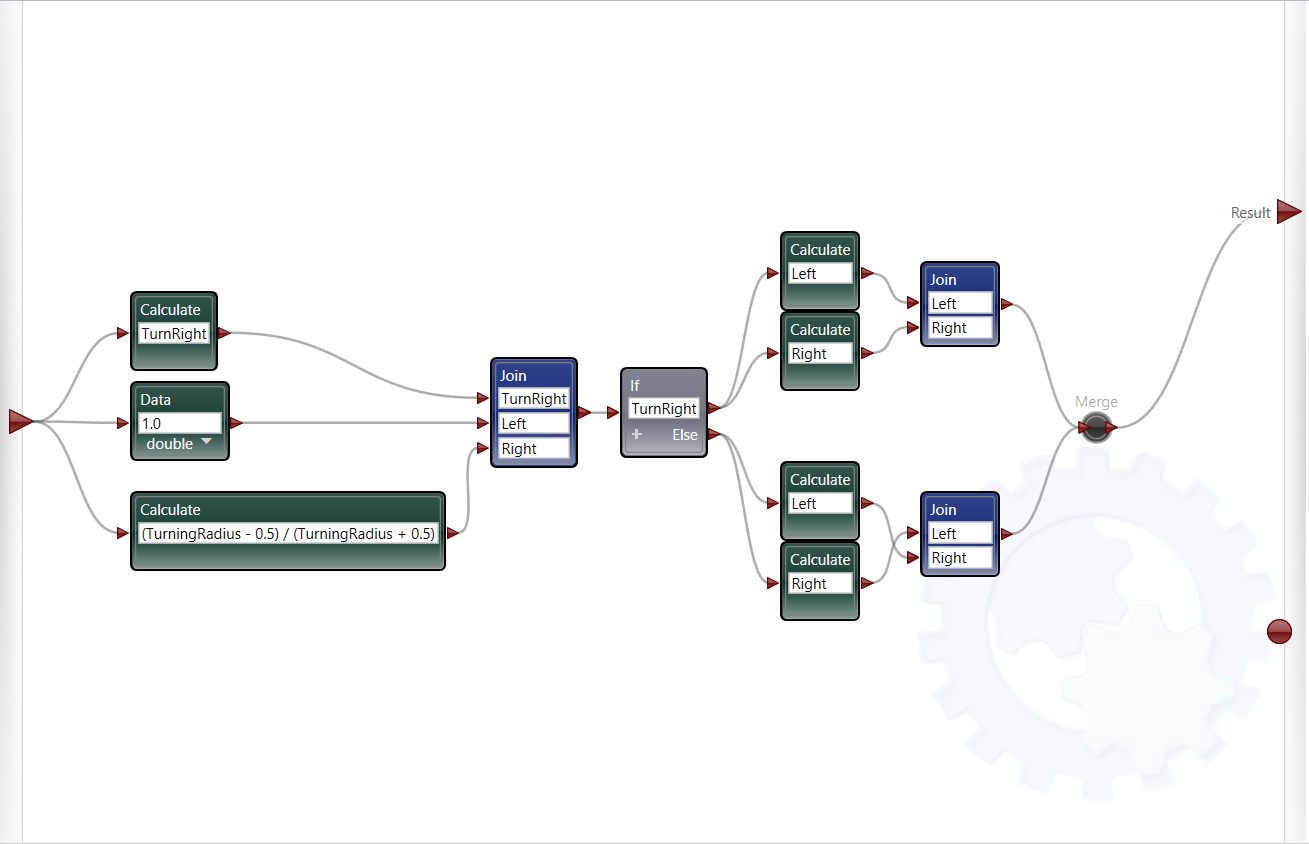 Calculate
TurnRight
Data
1.0
double
Calculate
(TurningRadius - 0.5) / (TurningRadius + 0.5)
Join
TurnRight
Left
Right
If
TurnRight
+ Else
Calculate
Left
Calculate
Right
Join
Left
Right
Calculate
Left
Calculate
Right
Join
Left
Right
Merge
Result